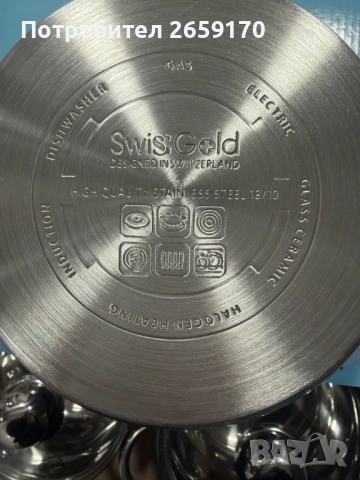 Потребител 2659170
GAS
DISHWASHER
ELECTRIC
SwissGold
DESIGNED IN SWITZERLAND
HIGH QUALITY STAINLESS STEEL 18/10
INDUCTION
GLASS CERAMIC
HALOGEN HEATING
BAZAR